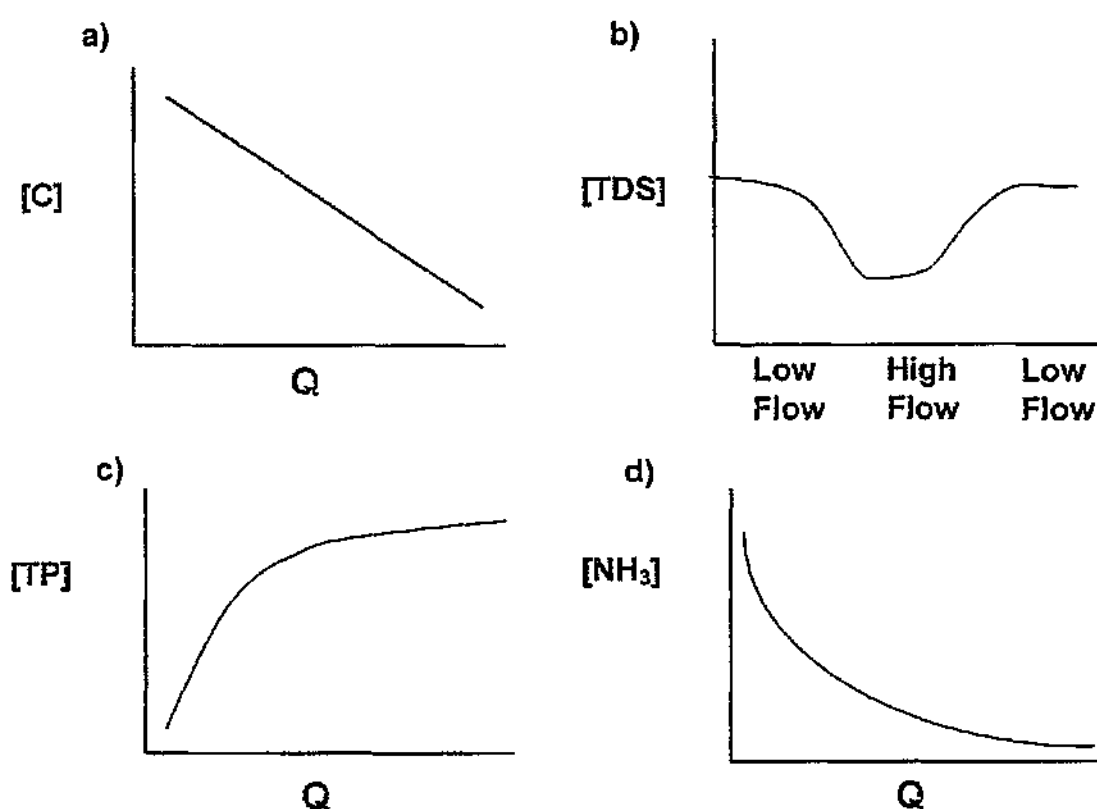 a)
[C]
Q
b)
[TDS]
Low High Low
Flow Flow Flow
c)
[TP]
Q
d)
[NH₃]
Q